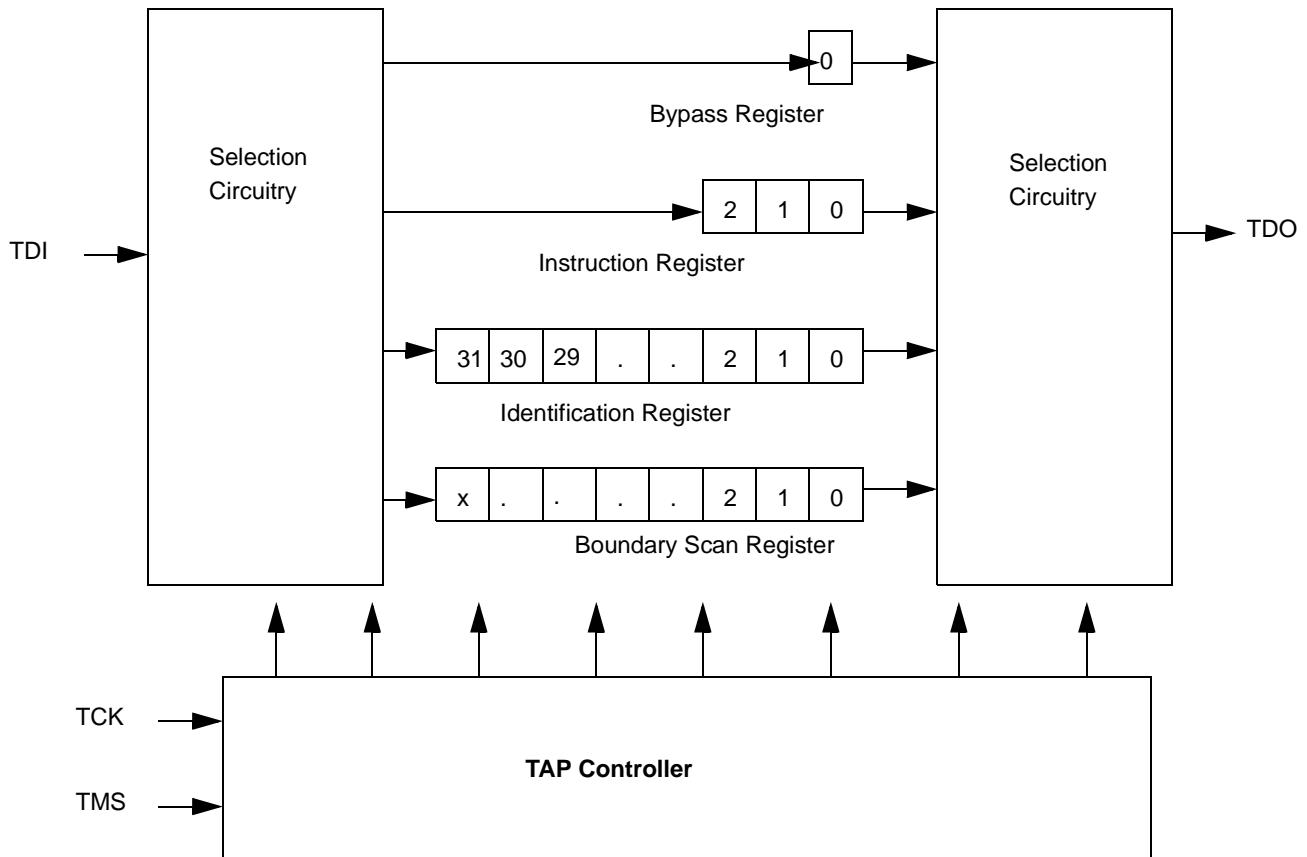 0
Bypass Register
Selection
Circuitry
Selection
Circuitry
2 1 0
TDI
TDO
Instruction Register
31 30 29 . . 2 1 0
Identification Register
x . . . . 2 1 0
Boundary Scan Register
TCK
TAP Controller
TMS